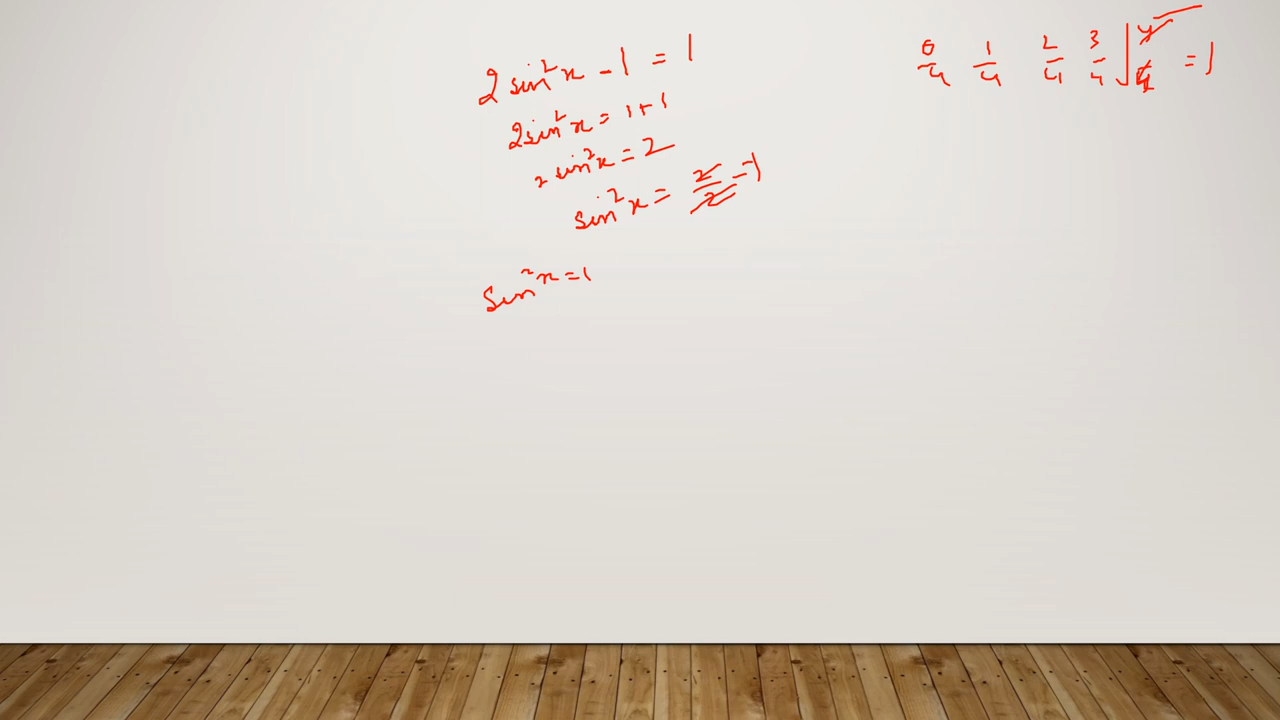 2 sin²x - 1 = 1
2sin²x = 1+1
2 sin²x = 2
sin²x = 2/2 = 1
sin²x = 1
0/4 1/4 2/4 3/4 √4/4 = 1